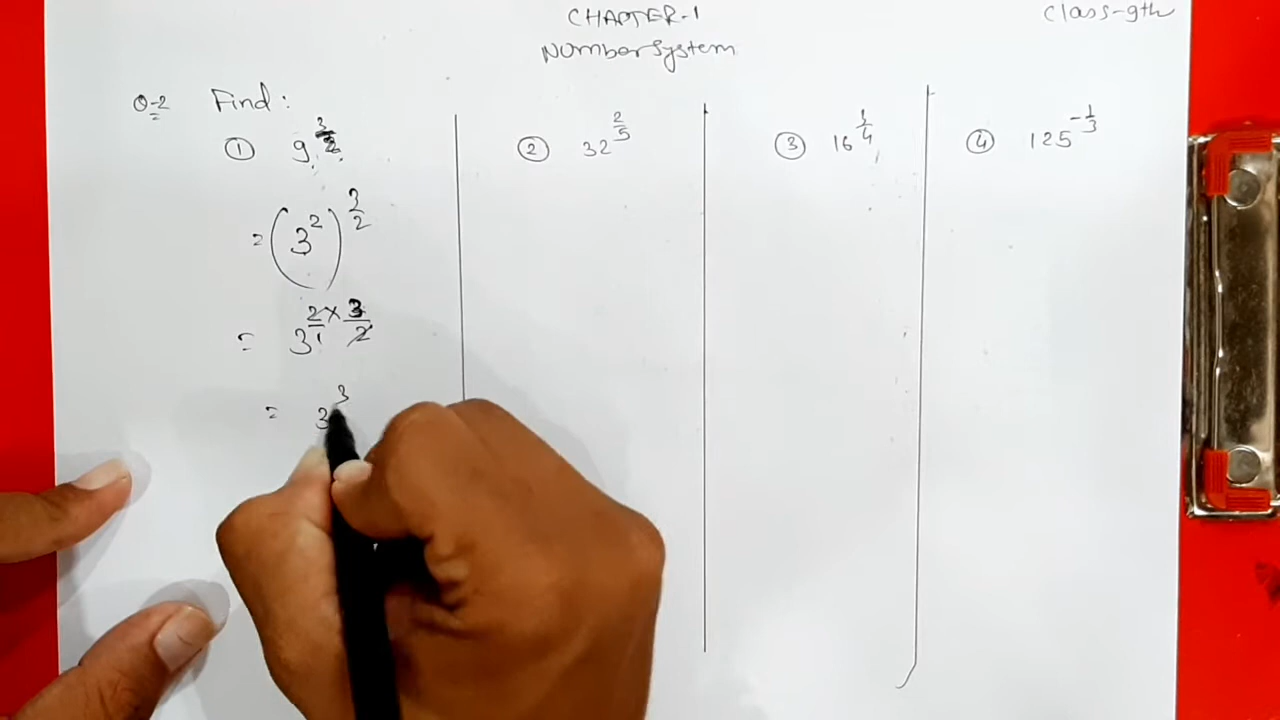 CHAPTER-1
Class-9th
Number System
Q-2 Find:
① 9^(3/2)
② 32^(2/5)
③ 16^(3/4)
④ 125^(-1/3)
= (3^2)^(3/2)
= 3^(2/1 × 3/2)
= 3^3